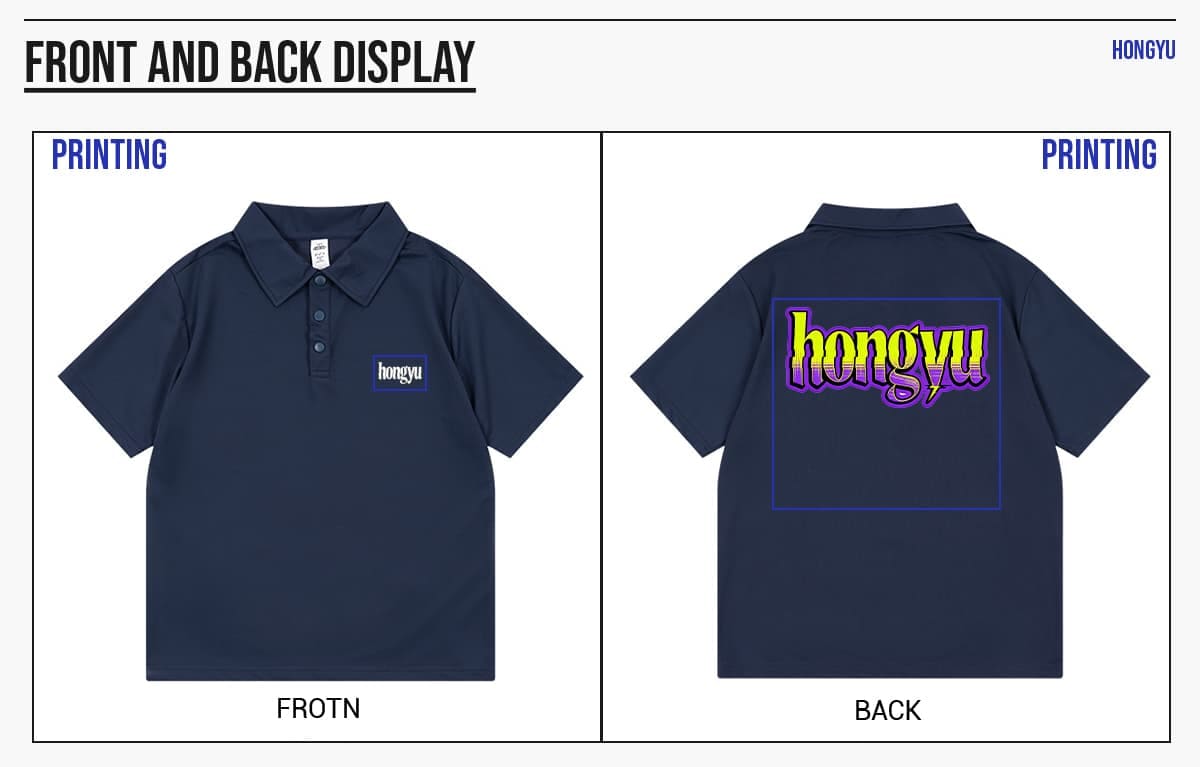 FRONT AND BACK DISPLAY
HONGYU
PRINTING
PRINTING
hongyu
hongyu
FROTN
BACK